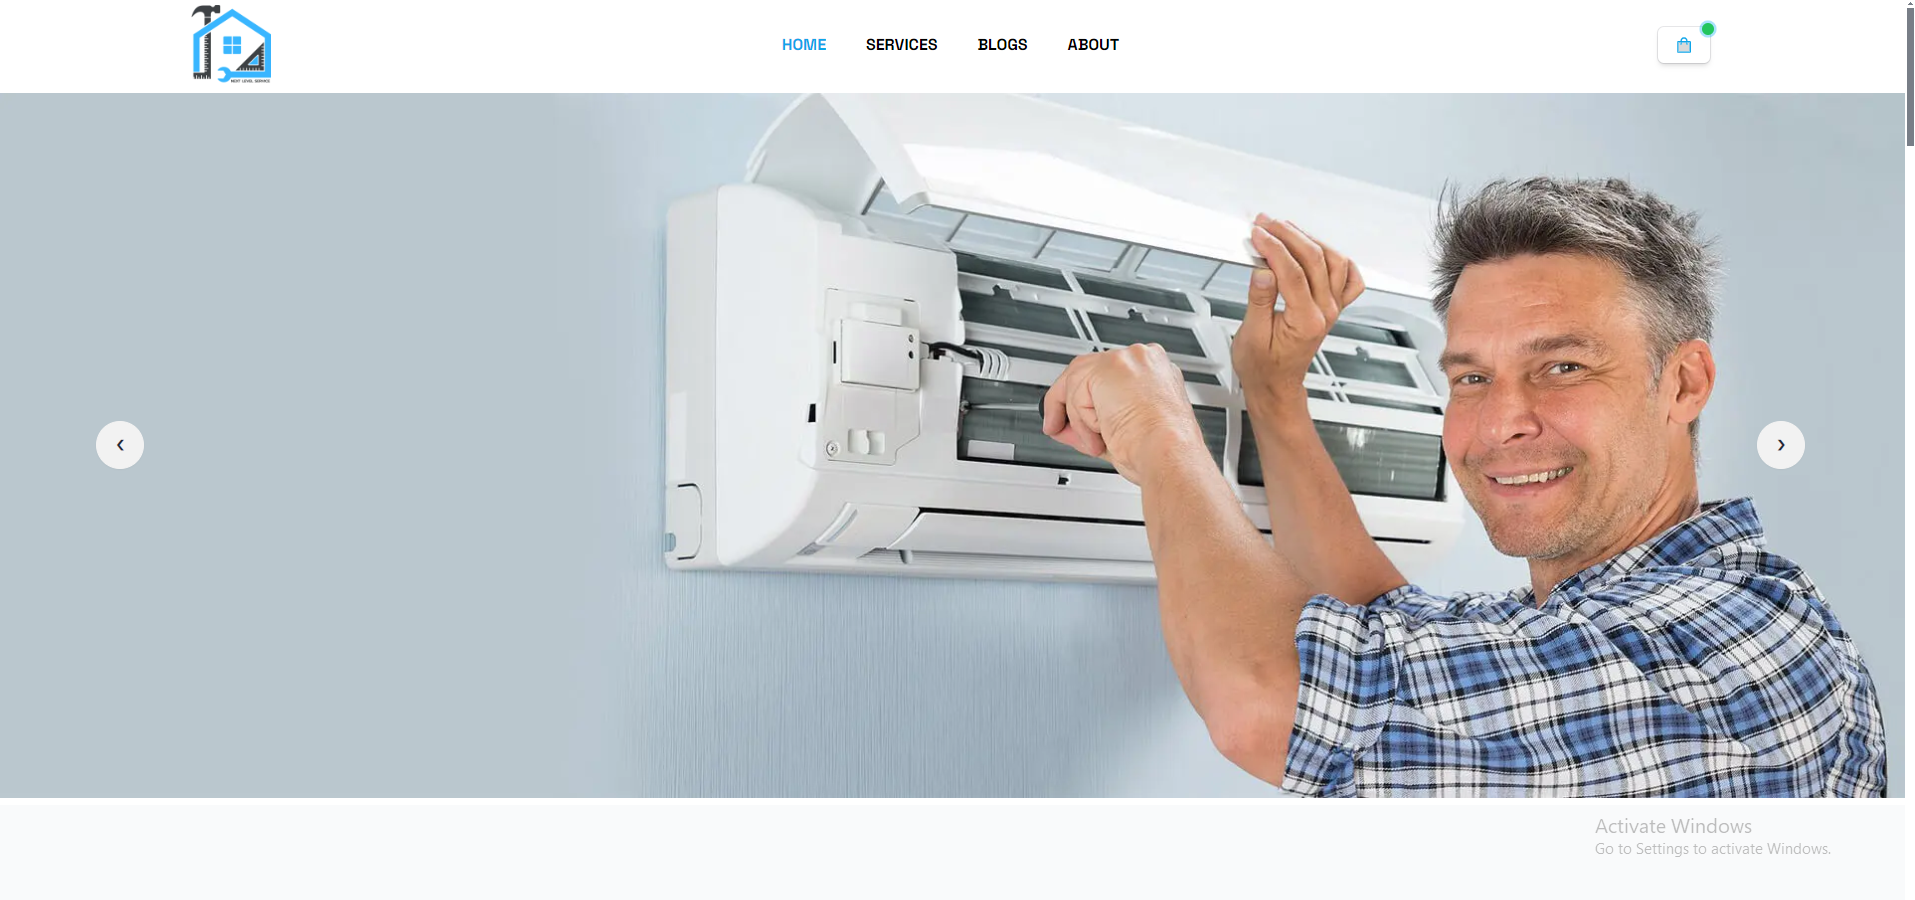 NEXT LEVEL SERVICE
HOME
SERVICES
BLOGS
ABOUT
Activate Windows
Go to Settings to activate Windows.